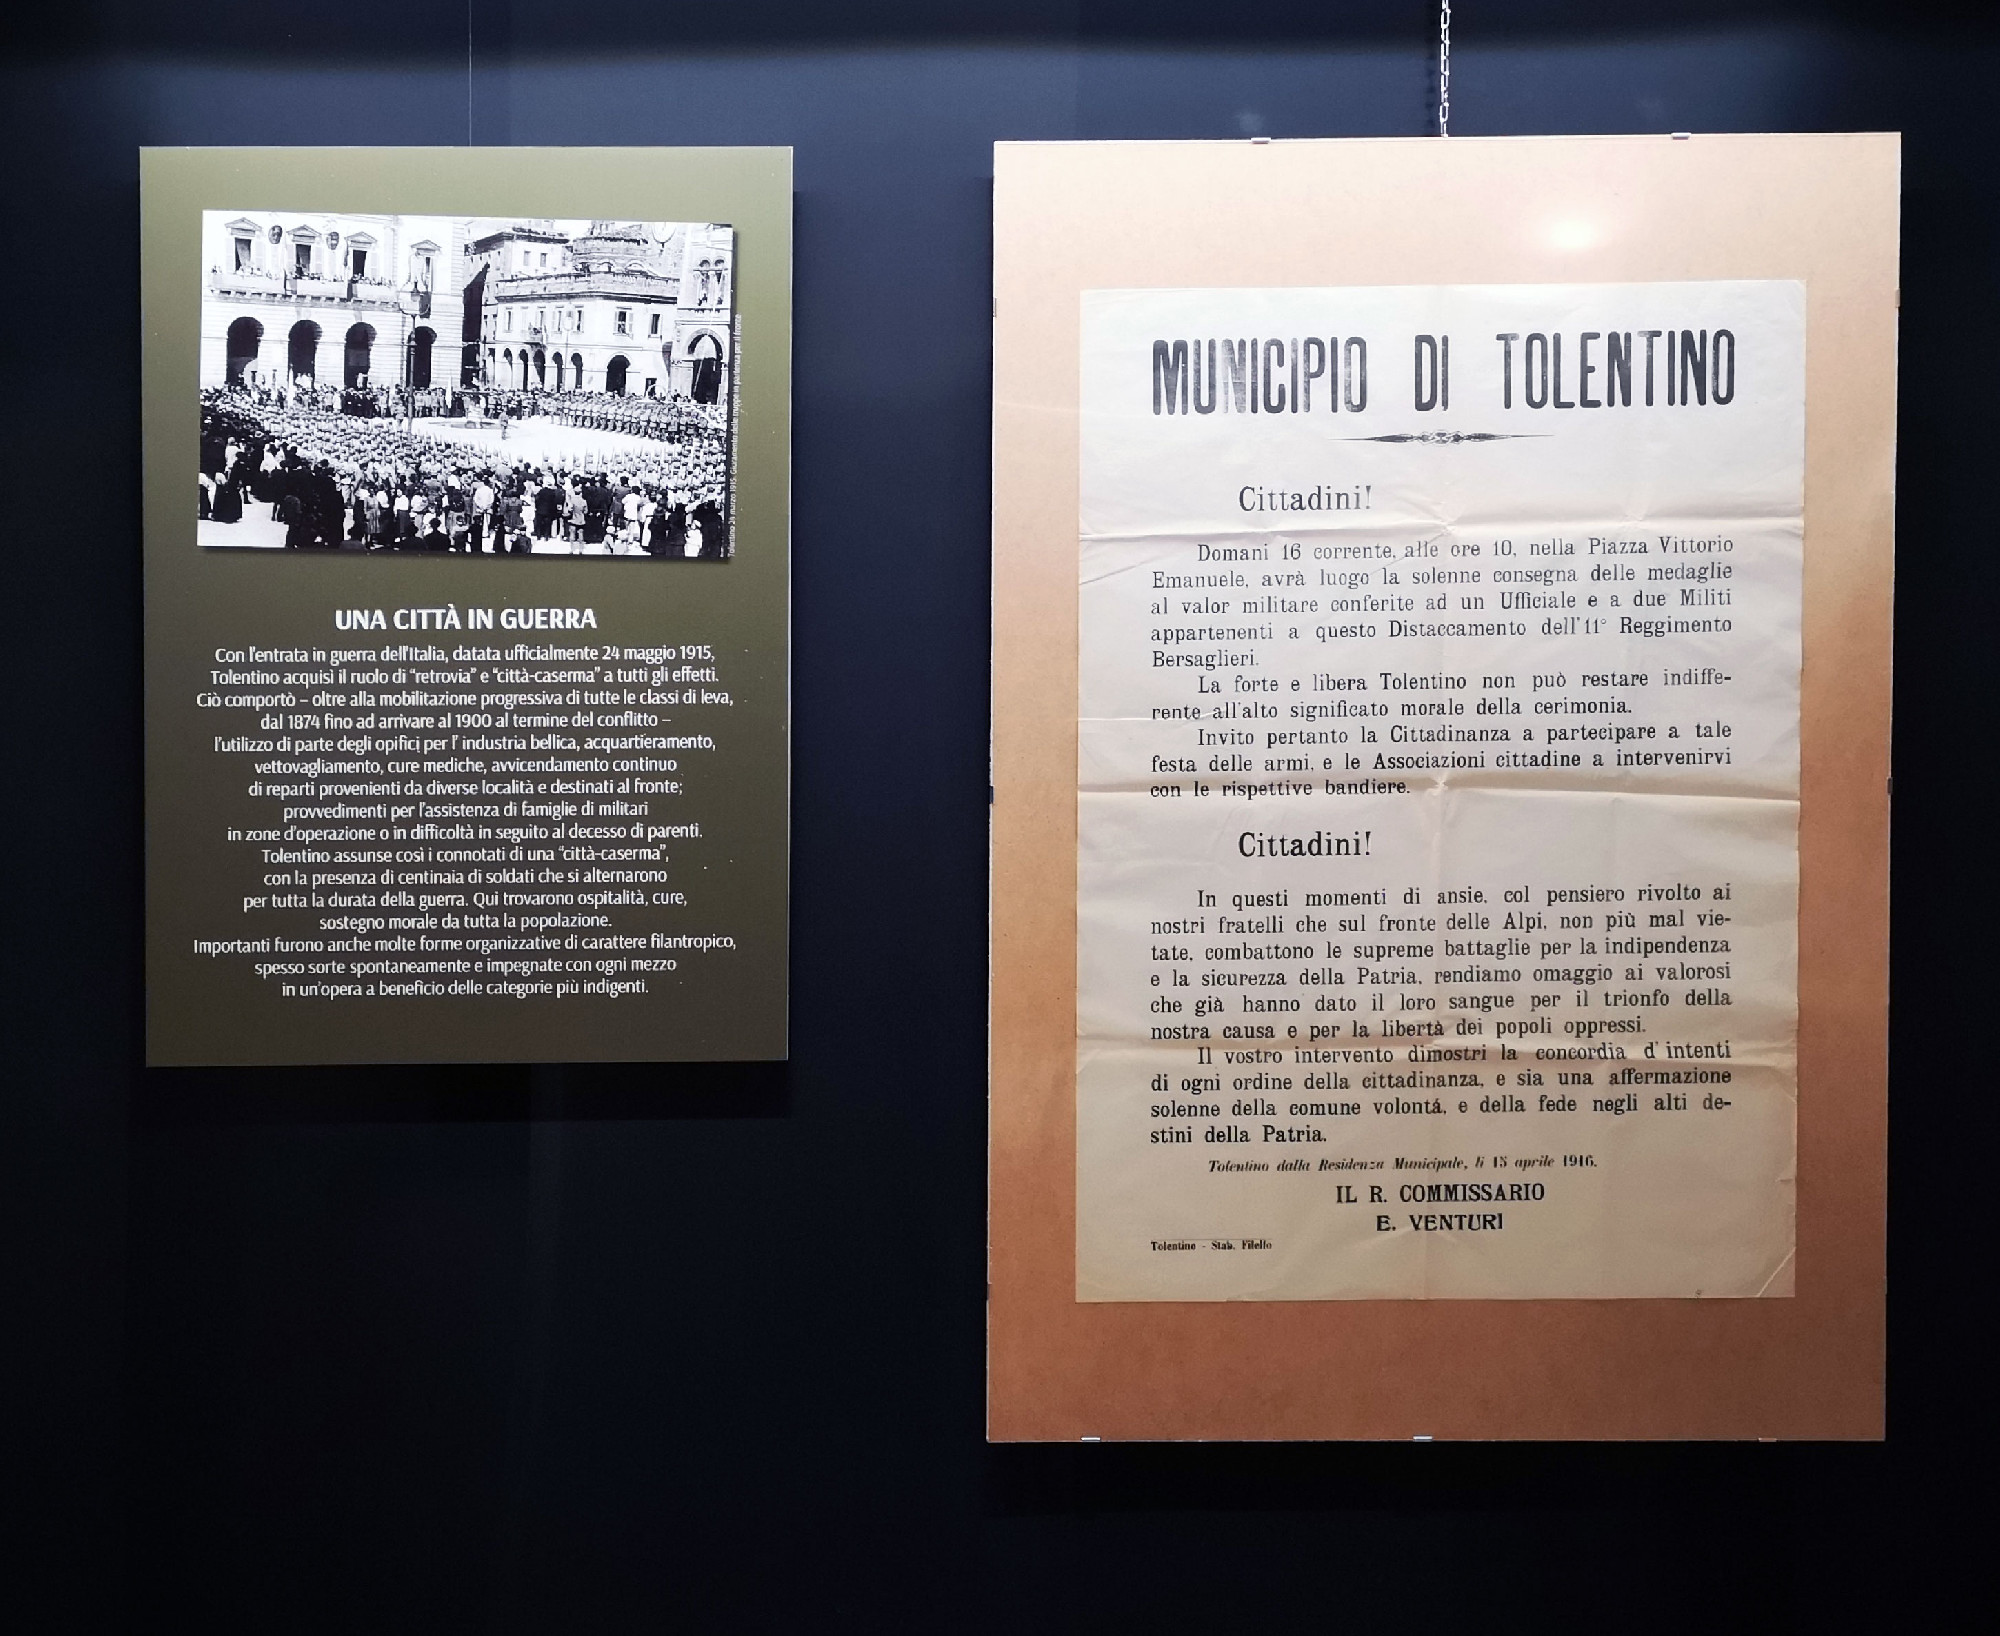 Tolentino 24 marzo 1915. Giuramento delle truppe in partenza per il fronte
UNA CITTÀ IN GUERRA
Con l'entrata in guerra dell'Italia, datata ufficialmente 24 maggio 1915,
Tolentino acquisì il ruolo di "retrovia" e "città-caserma" a tutti gli effetti.
Ciò comportò – oltre alla mobilitazione progressiva di tutte le classi di leva,
dal 1874 fino ad arrivare al 1900 al termine del conflitto –
l'utilizzo di parte degli opifici per l' industria bellica, acquartieramento,
vettovagliamento, cure mediche, avvicendamento continuo
di reparti provenienti da diverse località e destinati al fronte;
provvedimenti per l'assistenza di famiglie di militari
in zone d'operazione o in difficoltà in seguito al decesso di parenti.
Tolentino assunse così i connotati di una "città-caserma",
con la presenza di centinaia di soldati che si alternarono
per tutta la durata della guerra. Qui trovarono ospitalità, cure,
sostegno morale da tutta la popolazione.
Importanti furono anche molte forme organizzative di carattere filantropico,
spesso sorte spontaneamente e impegnate con ogni mezzo
in un'opera a beneficio delle categorie più indigenti.
MUNICIPIO DI TOLENTINO
Cittadini!
Domani 16 corrente, alle ore 10, nella Piazza Vittorio
Emanuele, avrà luogo la solenne consegna delle medaglie
al valor militare conferite ad un Ufficiale e a due Militi
appartenenti a questo Distaccamento dell'11° Reggimento
Bersaglieri.
La forte e libera Tolentino non può restare indiffe-
rente all'alto significato morale della cerimonia.
Invito pertanto la Cittadinanza a partecipare a tale
festa delle armi, e le Associazioni cittadine a intervenirvi
con le rispettive bandiere.
Cittadini!
In questi momenti di ansie, col pensiero rivolto ai
nostri fratelli che sul fronte delle Alpi, non più mal vie-
tate, combattono le supreme battaglie per la indipendenza
e la sicurezza della Patria, rendiamo omaggio ai valorosi
che già hanno dato il loro sangue per il trionfo della
nostra causa e per la libertà dei popoli oppressi.
Il vostro intervento dimostri la concordia d' intenti
di ogni ordine della cittadinanza, e sia una affermazione
solenne della comune volontá, e della fede negli alti de-
stini della Patria.
Tolentino dalla Residenza Municipale, li 15 aprile 1916.
IL R. COMMISSARIO
E. VENTURI
Tolentino - Stab. Filelfo